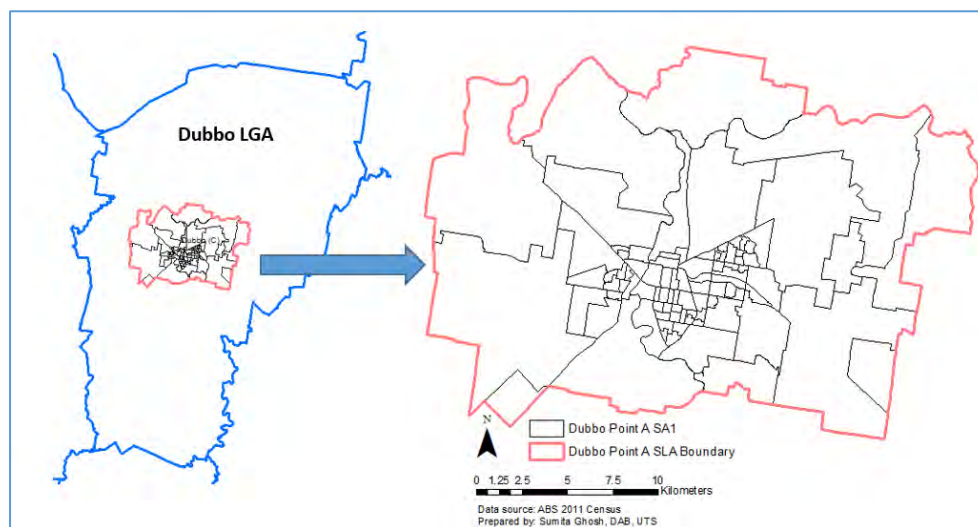 Dubbo LGA
Dubbo (C)
N
Dubbo Point A SA1
Dubbo Point A SLA Boundary
0 1.25 2.5 5 7.5 10
Kilometers
Data source: ABS 2011 Census
Prepared by: Sumita Ghosh, DAB, UTS